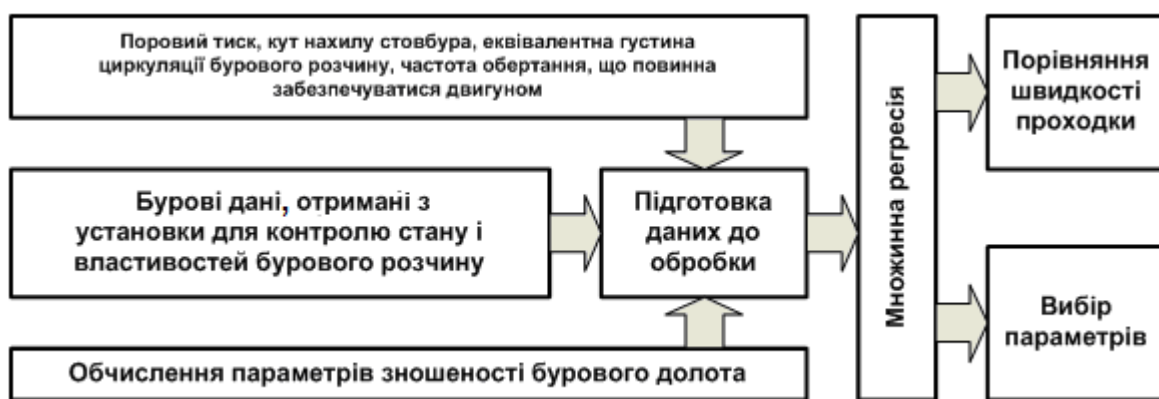 Поровий тиск, кут нахилу стовбура, еквівалентна густина
циркуляції бурового розчину, частота обертання, що повинна
забезпечуватися двигуном
Бурові дані, отримані з
установки для контролю стану і
властивостей бурового розчину
Обчислення параметрів зношеності бурового долота
Підготовка
даних до
обробки
Множинна регресія
Порівняння
швидкості
проходки
Вибір
параметрів